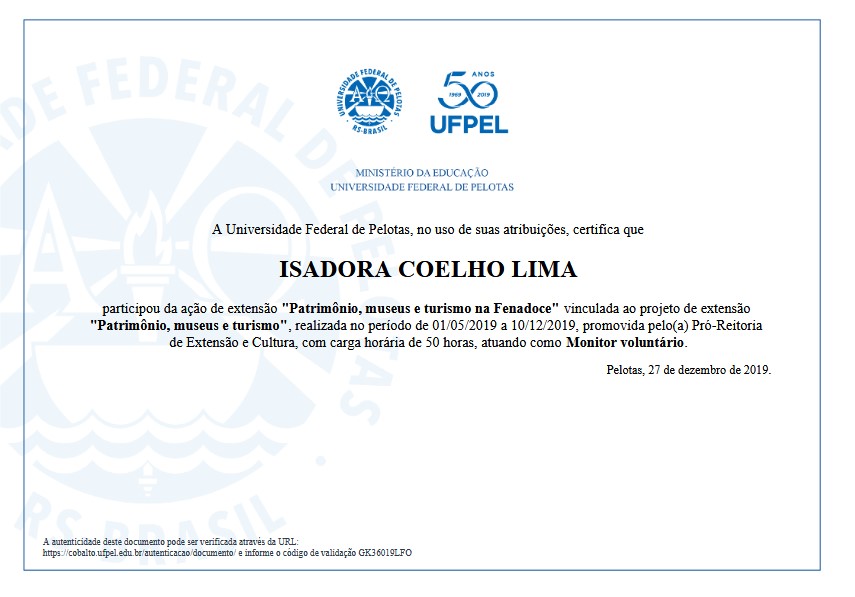 UNIVERSIDADE FEDERAL DE PELOTAS
RS-BRASIL
50 ANOS
1969 2019
UFPEL
MINISTÉRIO DA EDUCAÇÃO
UNIVERSIDADE FEDERAL DE PELOTAS
A Universidade Federal de Pelotas, no uso de suas atribuições, certifica que
ISADORA COELHO LIMA
participou da ação de extensão "Patrimônio, museus e turismo na Fenadoce" vinculada ao projeto de extensão
"Patrimônio, museus e turismo", realizada no período de 01/05/2019 a 10/12/2019, promovida pelo(a) Pró-Reitoria
de Extensão e Cultura, com carga horária de 50 horas, atuando como Monitor voluntário.
Pelotas, 27 de dezembro de 2019.
A autenticidade deste documento pode ser verificada através da URL:
https://cobalto.ufpel.edu.br/autenticacao/documento/ e informe o código de validação GK36019LFO